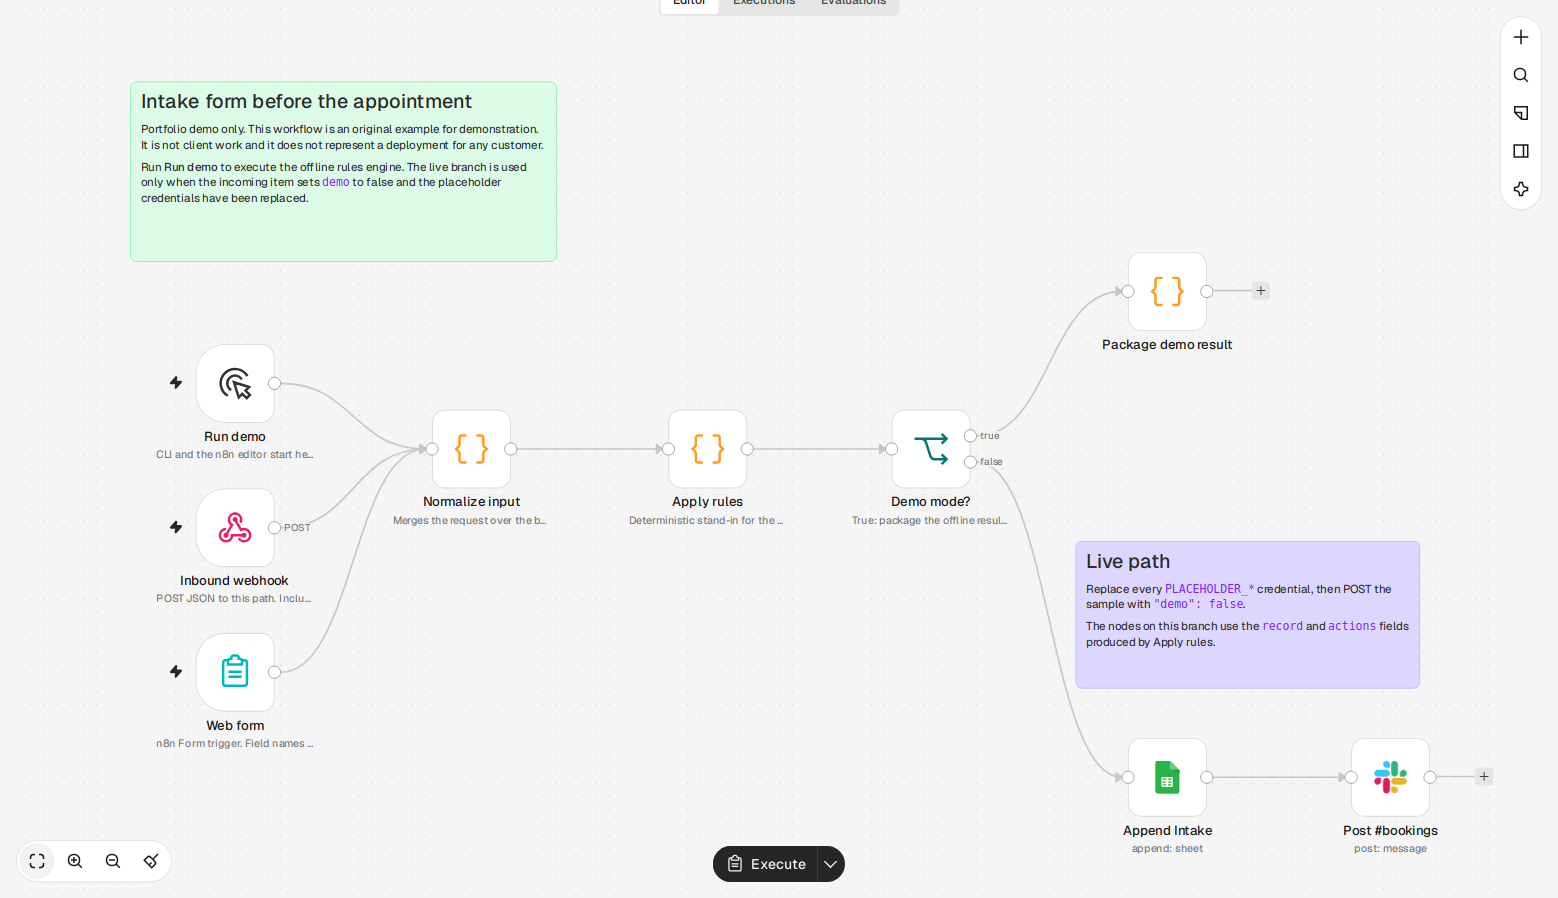 Editor Executions Evaluations
Intake form before the appointment
Portfolio demo only. This workflow is an original example for demonstration.
It is not client work and it does not represent a deployment for any customer.
Run Run demo to execute the offline rules engine. The live branch is used
only when the incoming item sets demo to false and the placeholder
credentials have been replaced.
Package demo result
Run demo
CLI and the n8n editor start he...
true
false
Normalize input
Merges the request over the b...
Apply rules
Deterministic stand-in for the ...
Demo mode?
True: package the offline resul...
POST
Inbound webhook
POST JSON to this path. Inclu...
Live path
Replace every PLACEHOLDER_* credential, then POST the
sample with "demo": false.
The nodes on this branch use the record and actions fields
produced by Apply rules.
Web form
n8n Form trigger. Field names ...
Append Intake
append: sheet
Post #bookings
post: message
Execute